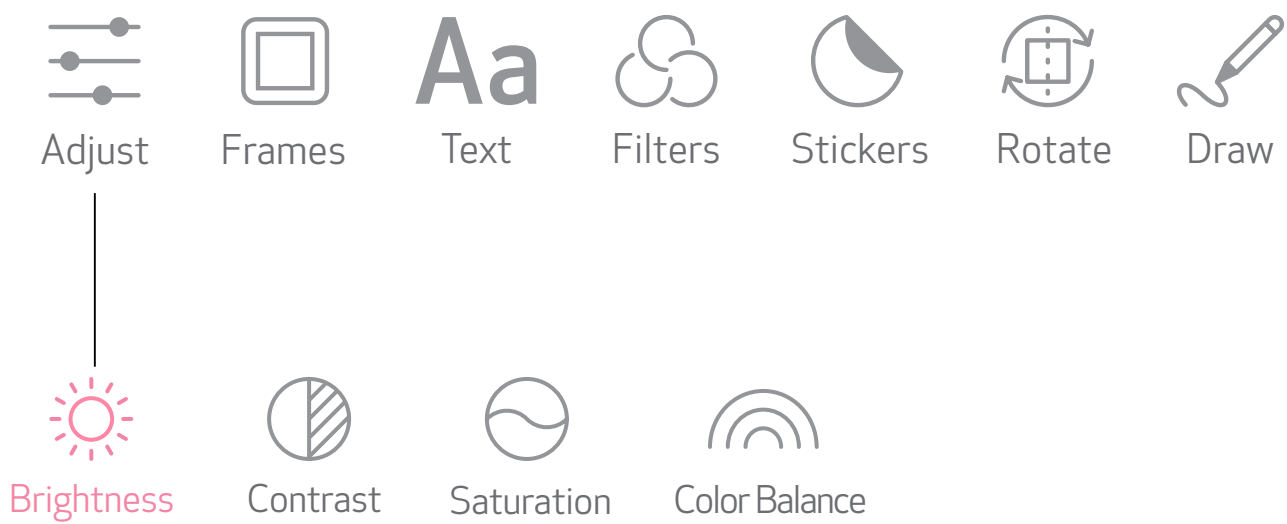 Aa
Adjust Frames Text Filters Stickers Rotate Draw
Brightness Contrast Saturation Color Balance